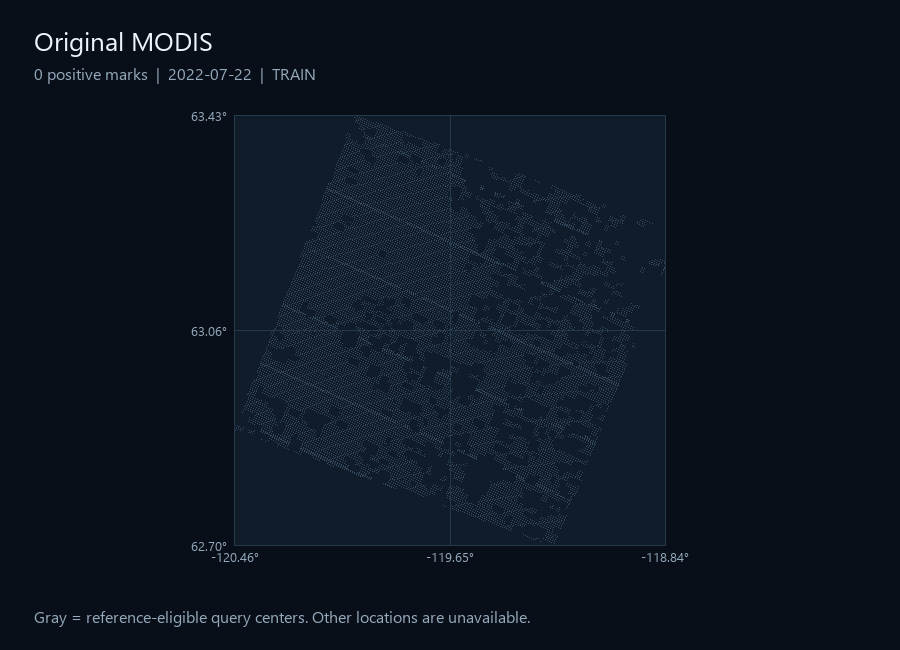 Original MODIS
0 positive marks | 2022-07-22 | TRAIN
63.43°
63.06°
62.70°
-120.46°
-119.65°
-118.84°
Gray = reference-eligible query centers. Other locations are unavailable.